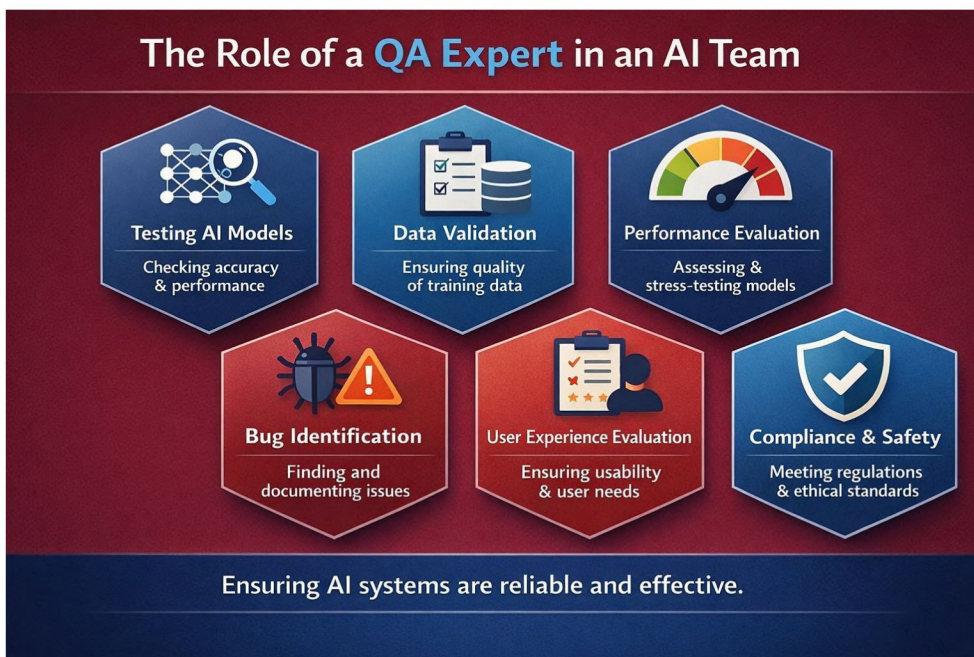 The Role of a QA Expert in an AI Team
Testing AI Models
Checking accuracy
& performance
Data Validation
Ensuring quality
of training data
Performance Evaluation
Assessing &
stress-testing models
Bug Identification
Finding and
documenting issues
User Experience Evaluation
Ensuring usability
& user needs
Compliance & Safety
Meeting regulations
& ethical standards
Ensuring AI systems are reliable and effective.